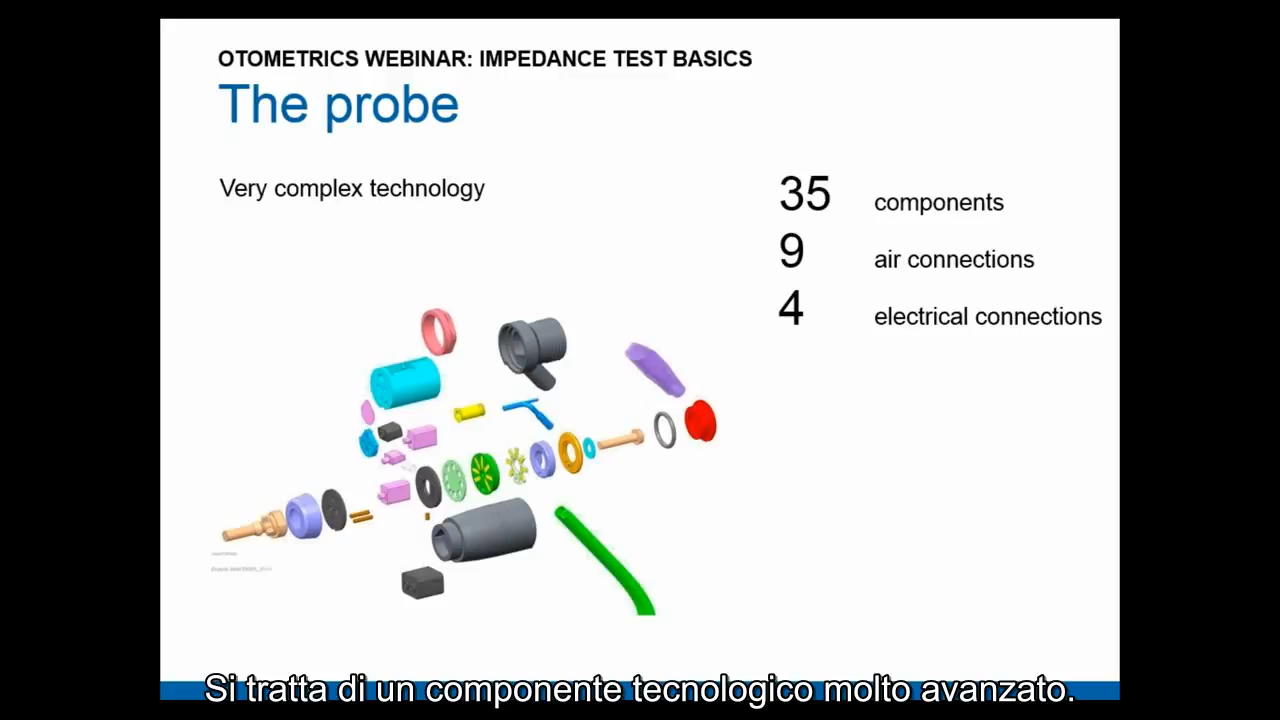 OTOMETRICS WEBINAR: IMPEDANCE TEST BASICS
The probe
Very complex technology
35 components
9 air connections
4 electrical connections
Si tratta di un componente tecnologico molto avanzato.